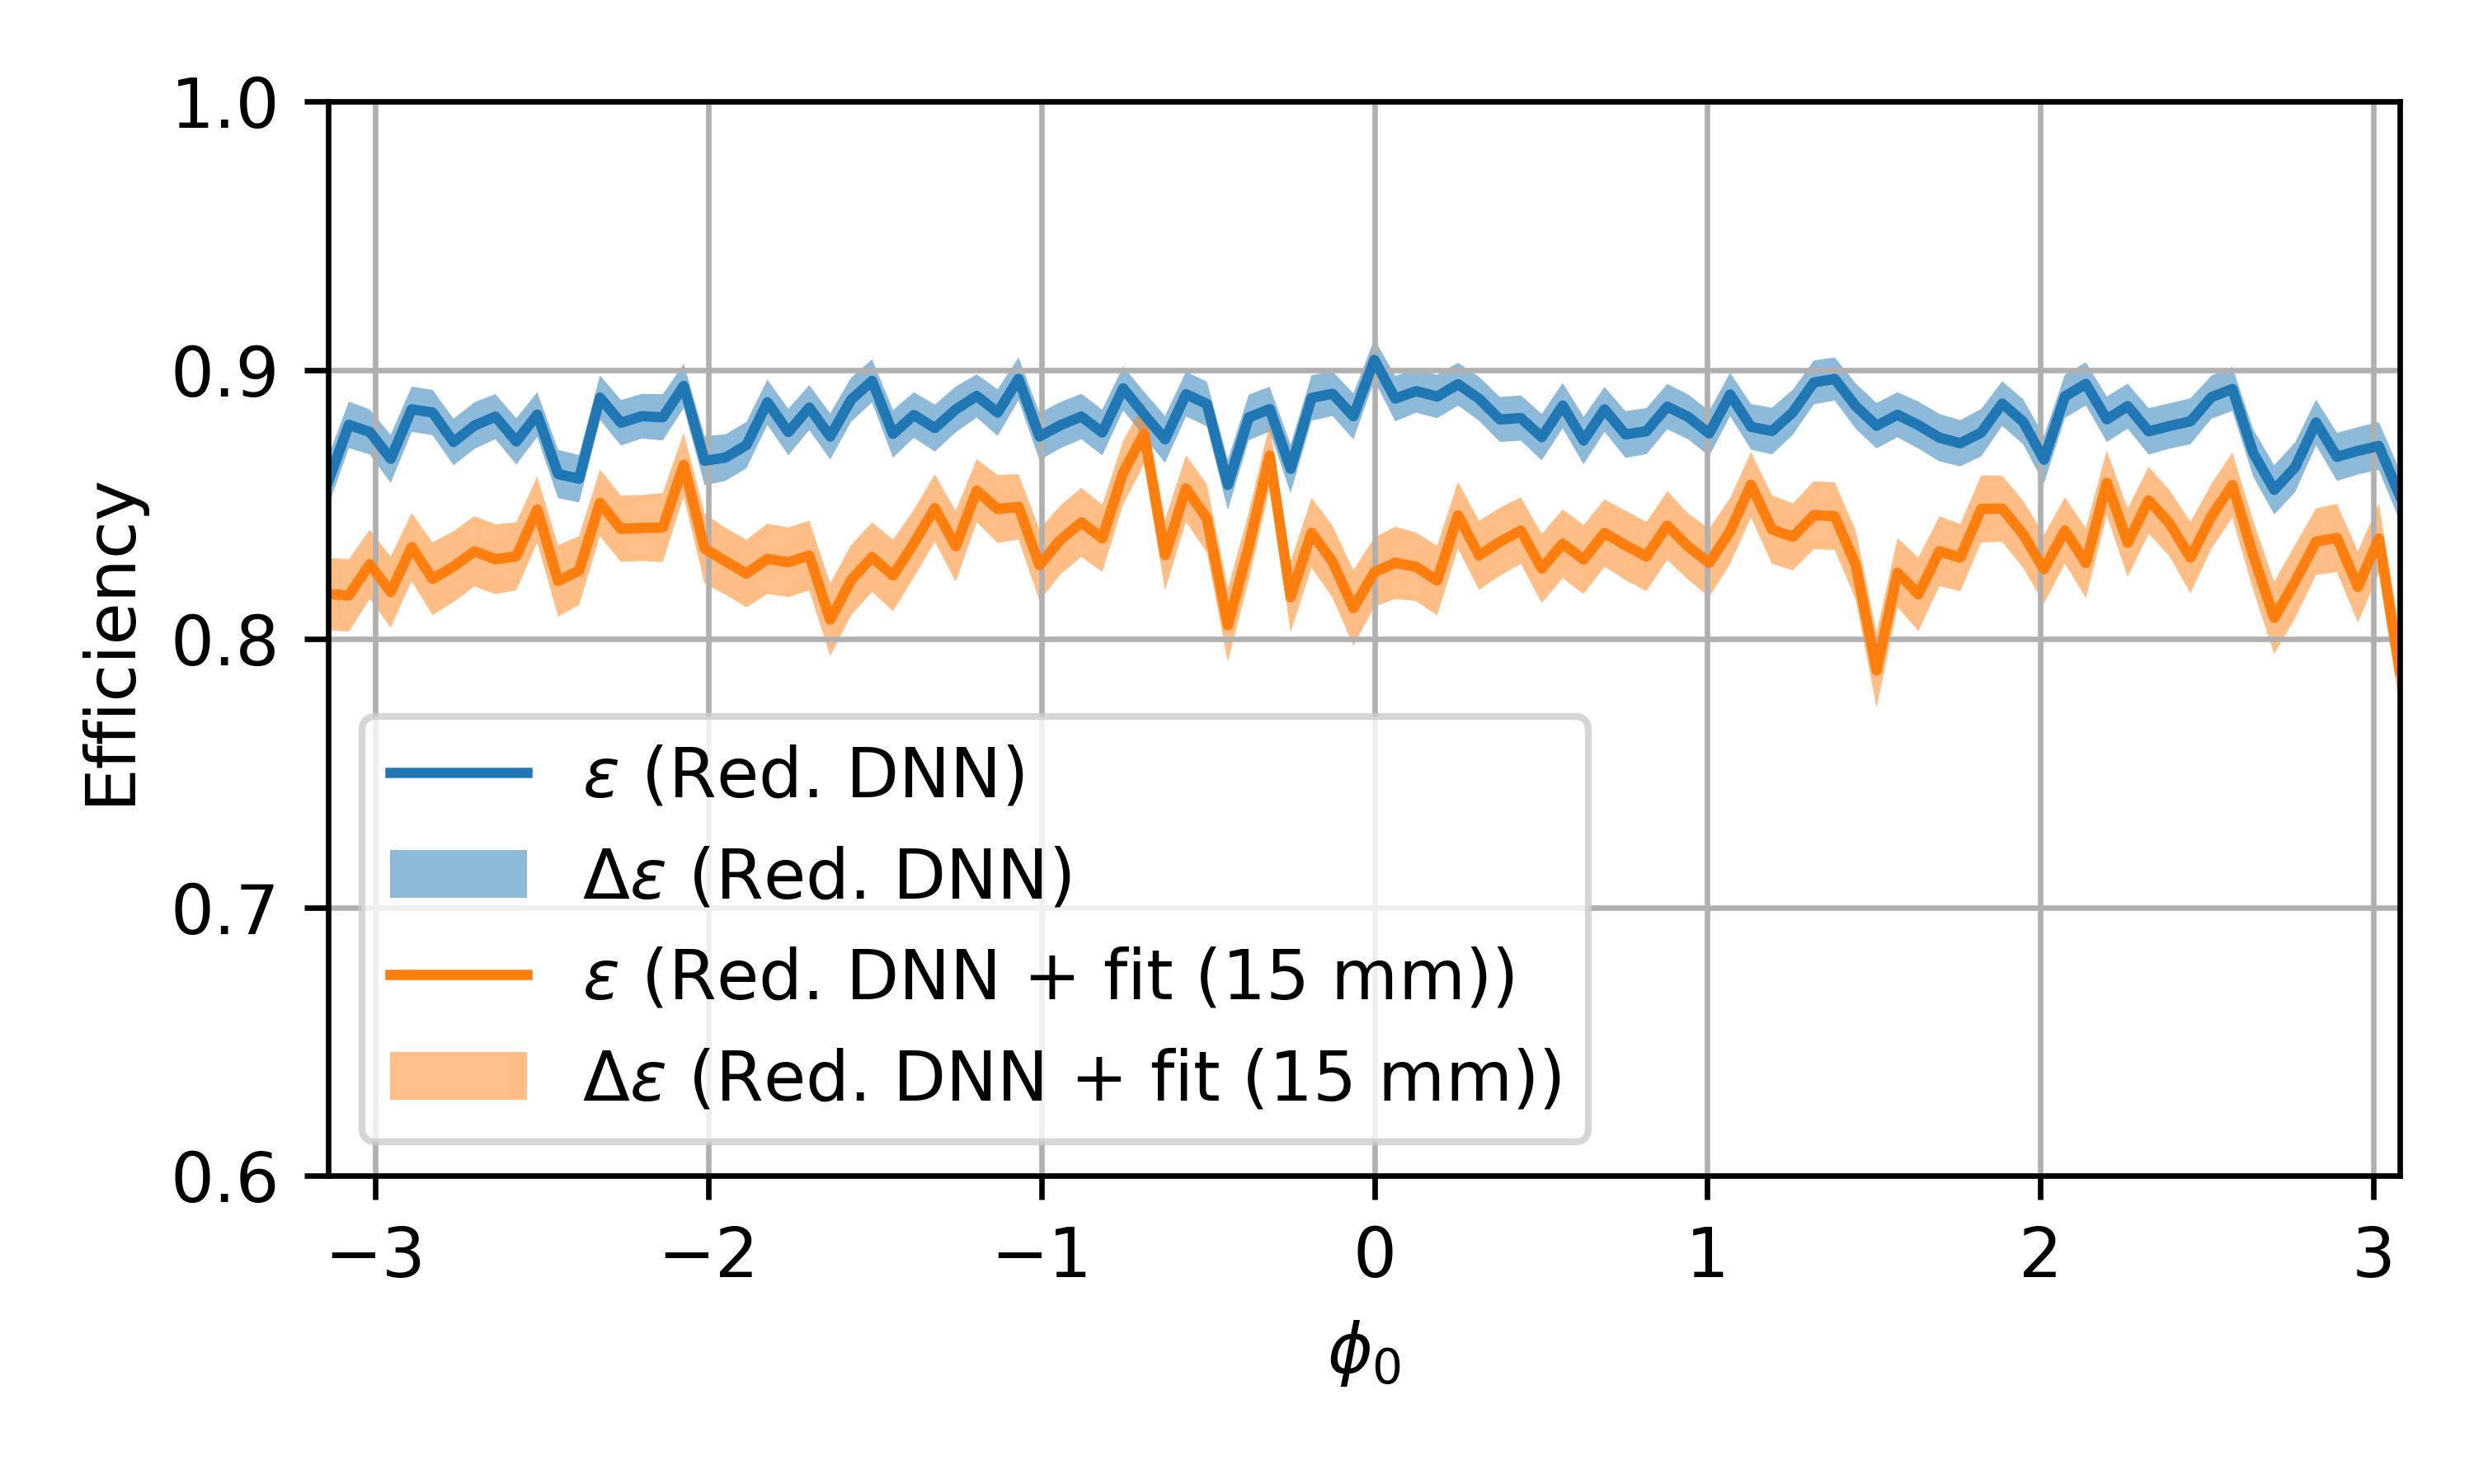 1.0
0.9
0.8
0.7
0.6
Efficiency
ε (Red. DNN)
Δε (Red. DNN)
ε (Red. DNN + fit (15 mm))
Δε (Red. DNN + fit (15 mm))
−3 −2 −1 0 1 2 3
ϕ₀